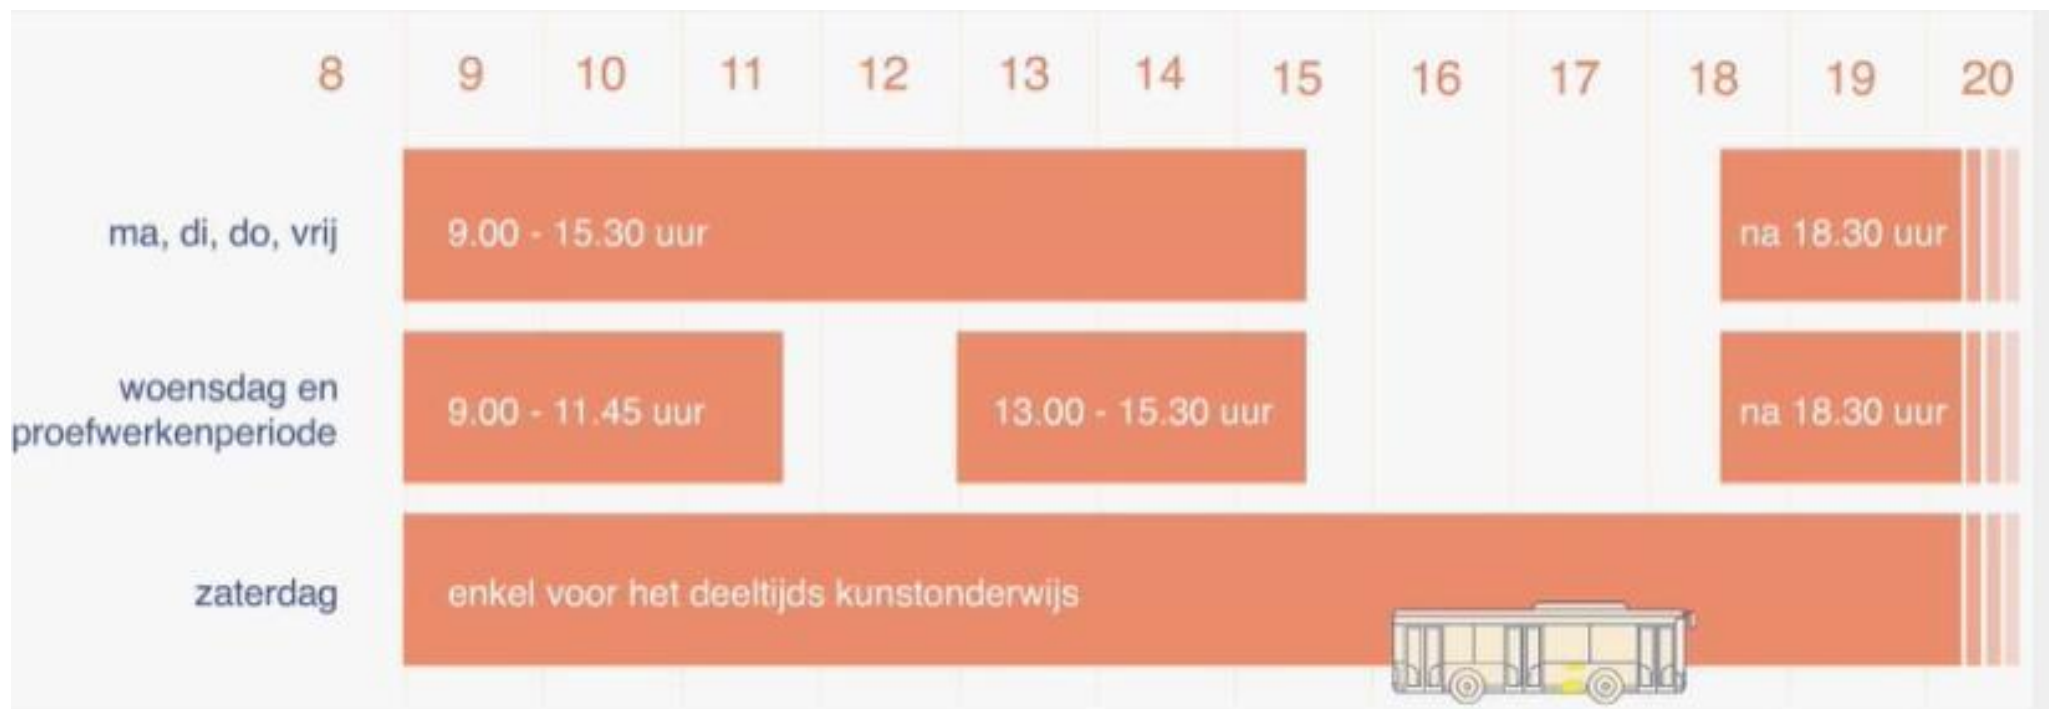 8 9 10 11 12 13 14 15 16 17 18 19 20
ma, di, do, vrij
9.00 - 15.30 uur
na 18.30 uur
woensdag en
proefwerkenperiode
9.00 - 11.45 uur
13.00 - 15.30 uur
na 18.30 uur
zaterdag
enkel voor het deeltijds kunstonderwijs